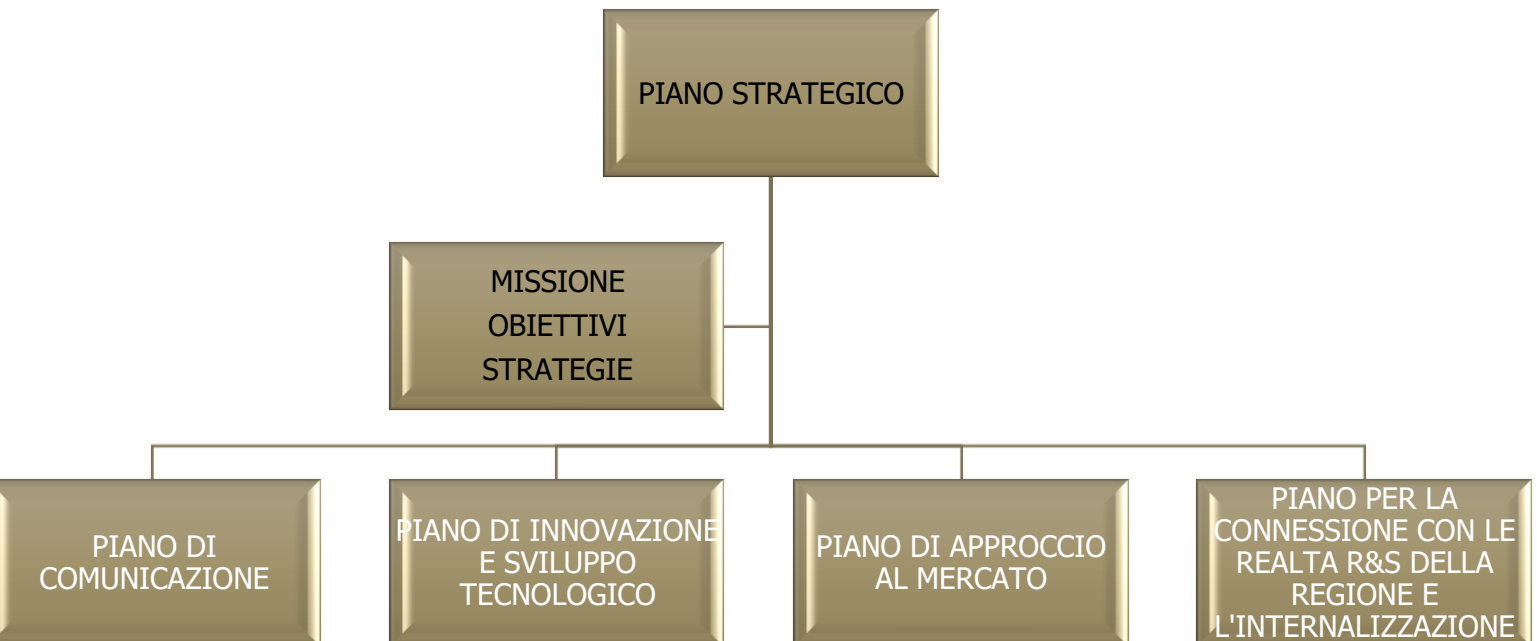 PIANO STRATEGICO
MISSIONE
OBIETTIVI
STRATEGIE
PIANO DI
COMUNICAZIONE
PIANO DI INNOVAZIONE
E SVILUPPO
TECNOLOGICO
PIANO DI APPROCCIO
AL MERCATO
PIANO PER LA
CONNESSIONE CON LE
REALTA R&S DELLA
REGIONE E
L'INTERNALIZZAZIONE